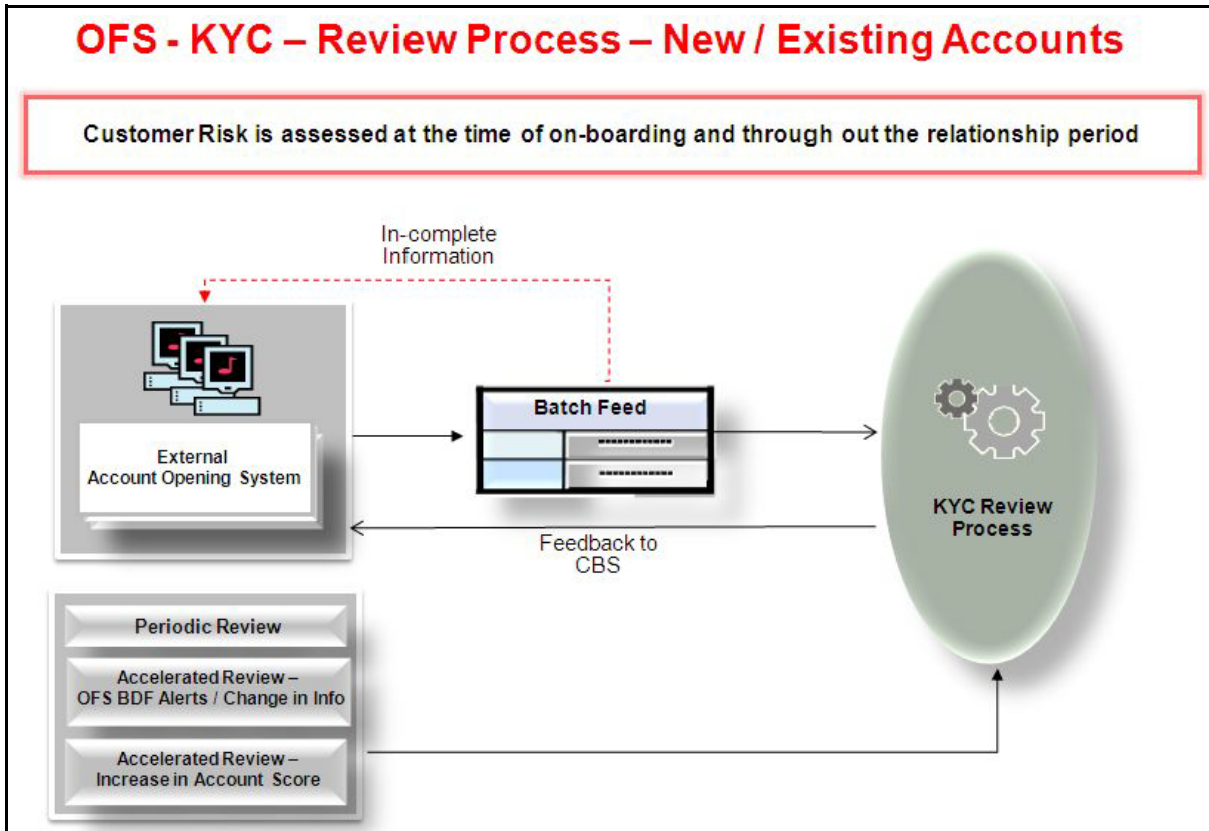 OFS - KYC – Review Process – New / Existing Accounts
Customer Risk is assessed at the time of on-boarding and through out the relationship period
In-complete
Information
External
Account Opening System
Batch Feed
KYC Review
Process
Feedback to
CBS
Periodic Review
Accelerated Review –
OFS BDF Alerts / Change in Info
Accelerated Review –
Increase in Account Score